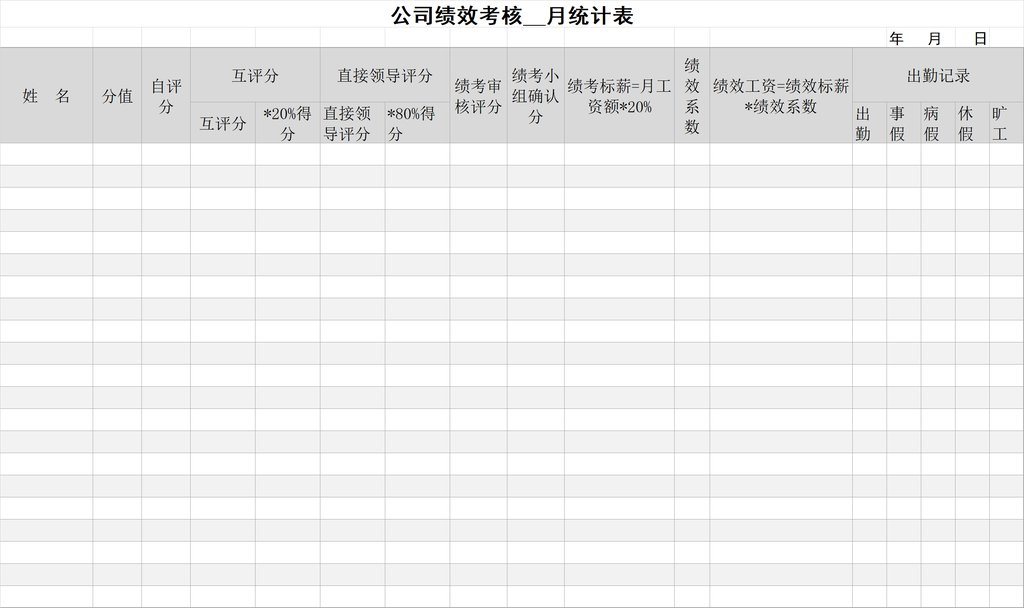 公司绩效考核__月统计表
年 月 日
姓 名
分值
自评
分
互评分
互评分
*20%得
分
直接领导评分
直接领
导评分
*80%得
分
绩考审
核评分
绩考小
组确认
分
绩考标薪=月工
资额*20%
绩
效
系
数
绩效工资=绩效标薪
*绩效系数
出勤记录
出
勤
事
假
病
假
休
假
旷
工